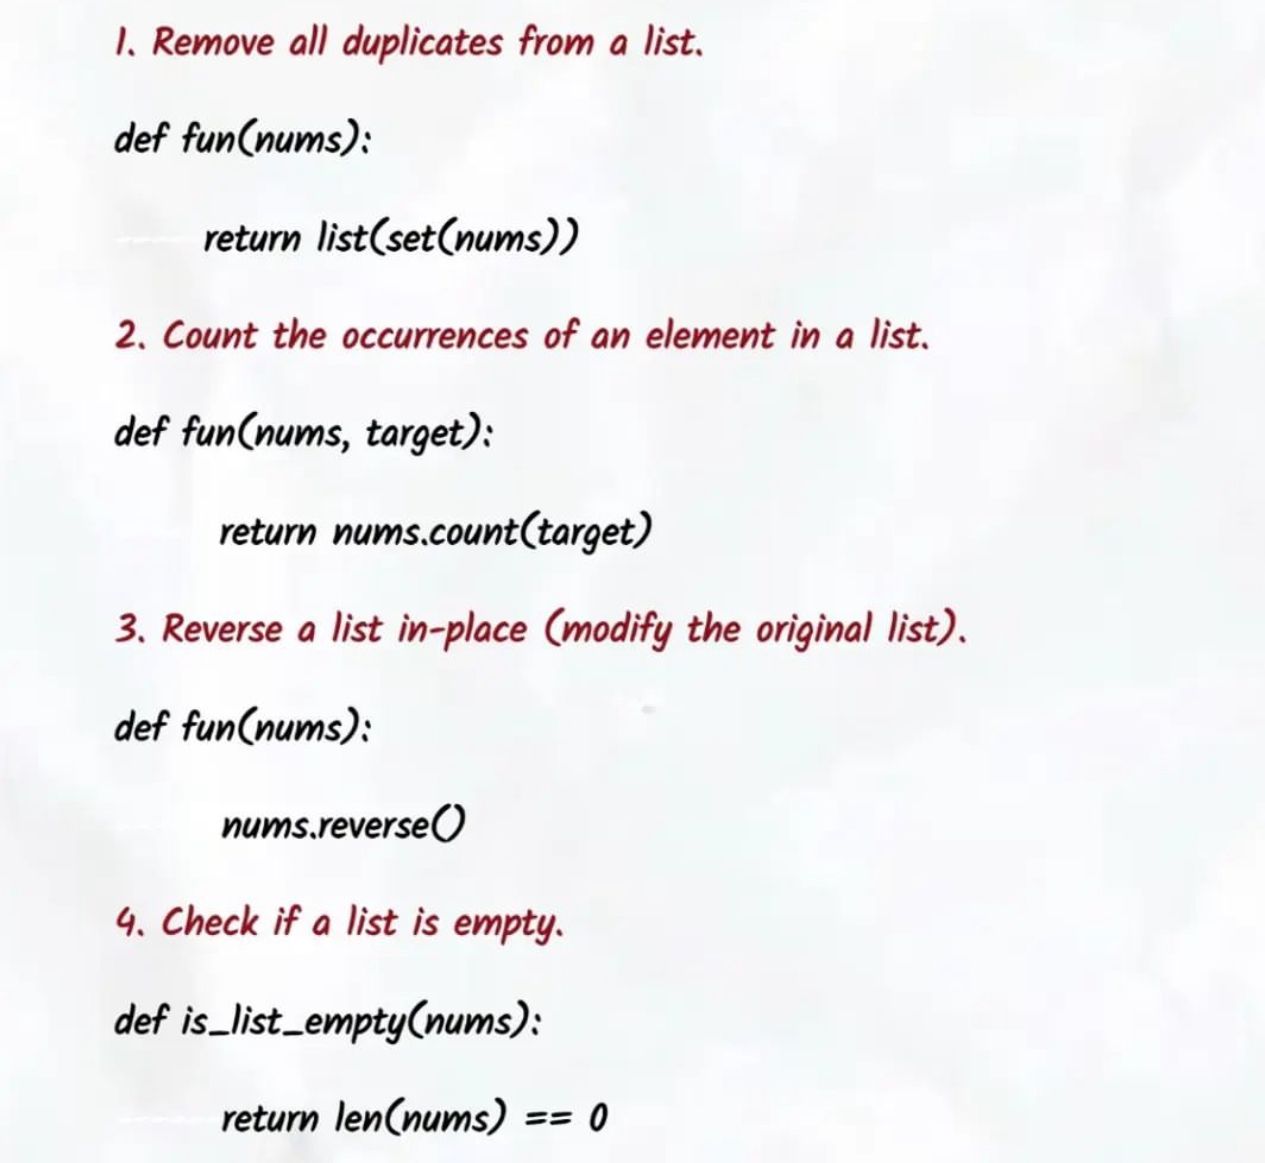 1. Remove all duplicates from a list.
def fun(nums):
return list(set(nums))
2. Count the occurrences of an element in a list.
def fun(nums, target):
return nums.count(target)
3. Reverse a list in-place (modify the original list).
def fun(nums):
nums.reverse()
4. Check if a list is empty.
def is_list_empty(nums):
return len(nums) == 0